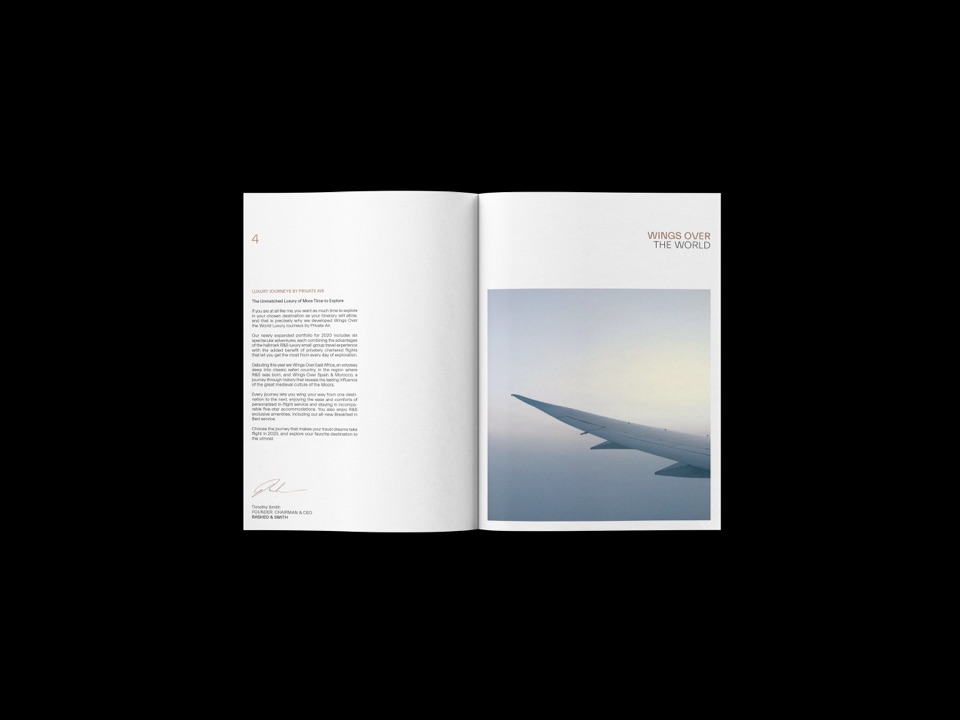 4
LUXURY JOURNEYS BY PRIVATE AIR
The Unmatched Luxury of More Time to Explore
If you are at all like me, you want as much time to explore
in your chosen destination as your itinerary will allow,
and that is precisely why we developed Wings Over
the World Luxury Journeys by Private Air.
Our newly expanded portfolio for 2020 includes six
spectacular adventures, each combining the advantages
of the hallmark R&S luxury small-group travel experience
with the added benefit of privately chartered flights
that let you get the most from every day of exploration.
Debuting this year are Wings Over East Africa, an odyssey
deep into classic safari country, in the region where
R&S was born, and Wings Over Spain & Morocco, a
journey through history that reveals the lasting influence
of the great medieval culture of the Moors.
Every journey lets you wing your way from one desti-
nation to the next, enjoying the ease and comforts of
personalised in-flight service and staying in incompa-
rable five-star accommodations. You also enjoy R&S
exclusive amenities, including our all-new Breakfast in
Bed service.
Choose the journey that makes your travel dreams take
flight in 2020, and explore your favorite destination to
the utmost.
Timothy Smith
FOUNDER, CHAIRMAN & CEO
RASHED & SMITH
WINGS OVER
THE WORLD